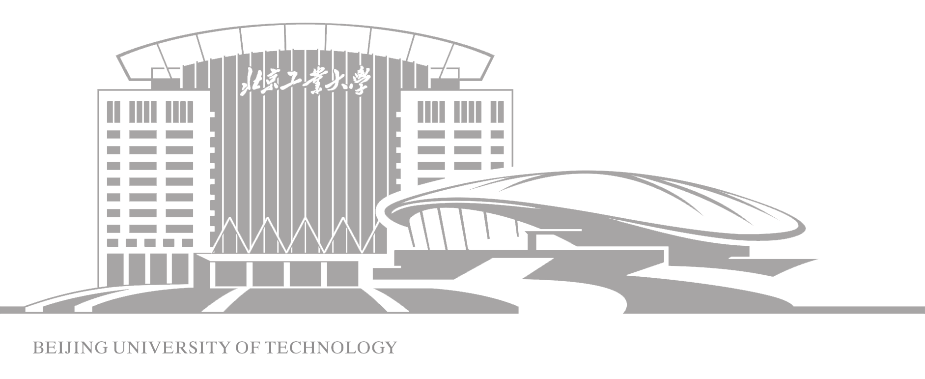 北京工業大學
BEIJING UNIVERSITY OF TECHNOLOGY